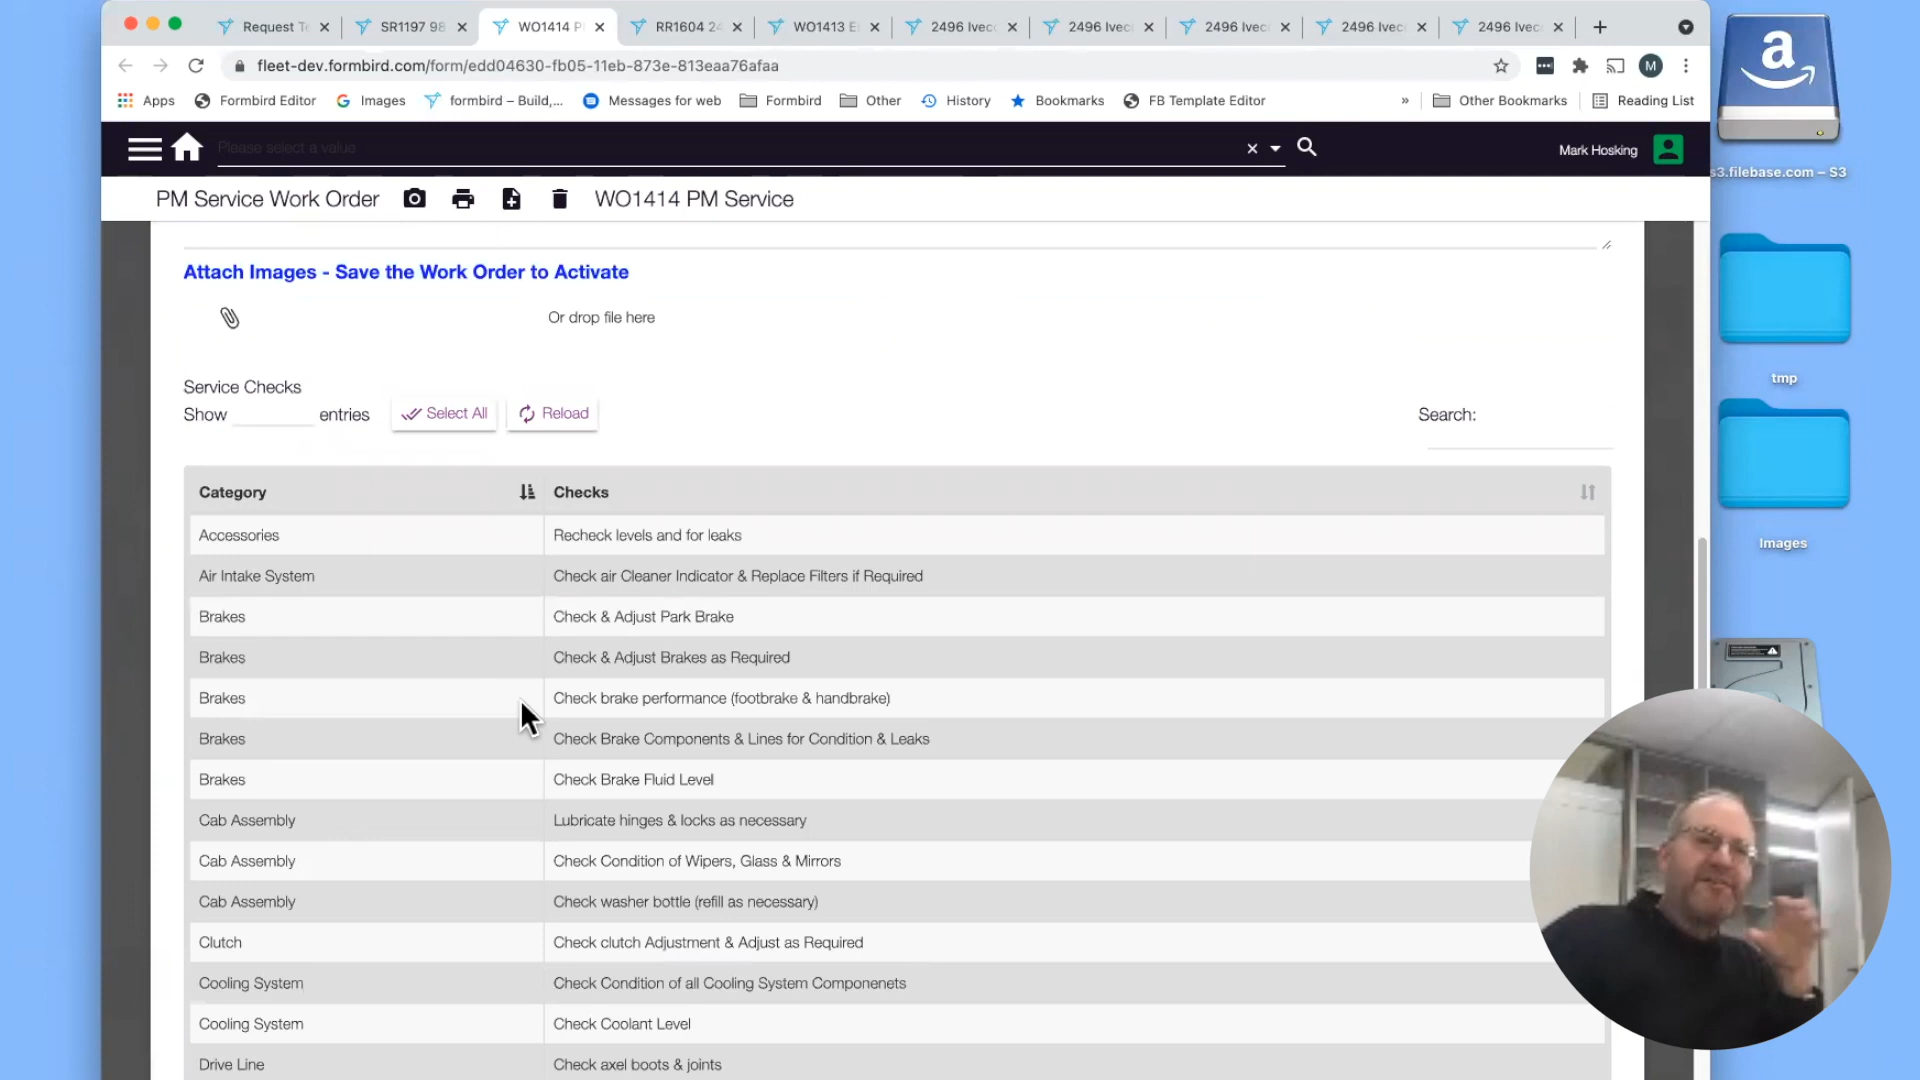 Request Te
SR1197 98
WO1414 P
RR1604 24
WO1413 E
2496 Iveco
2496 Iveco
2496 Iveco
2496 Iveco
2496 Iveco
fleet-dev.formbird.com/form/edd04630-fb05-11eb-873e-813eaa76afaa
M
Apps
Formbird Editor
Images
formbird – Build,...
Messages for web
Formbird
Other
History
Bookmarks
FB Template Editor
»
Other Bookmarks
Reading List
Please select a value
Mark Hosking
PM Service Work Order
WO1414 PM Service
Attach Images - Save the Work Order to Activate
Or drop file here
Service Checks
Show entries
Select All
Reload
Search:
Category Checks
Accessories Recheck levels and for leaks
Air Intake System Check air Cleaner Indicator & Replace Filters if Required
Brakes Check & Adjust Park Brake
Brakes Check & Adjust Brakes as Required
Brakes Check brake performance (footbrake & handbrake)
Brakes Check Brake Components & Lines for Condition & Leaks
Brakes Check Brake Fluid Level
Cab Assembly Lubricate hinges & locks as necessary
Cab Assembly Check Condition of Wipers, Glass & Mirrors
Cab Assembly Check washer bottle (refill as necessary)
Clutch Check clutch Adjustment & Adjust as Required
Cooling System Check Condition of all Cooling System Componenets
Cooling System Check Coolant Level
Drive Line Check axel boots & joints
a
s3.filebase.com – S3
tmp
Images